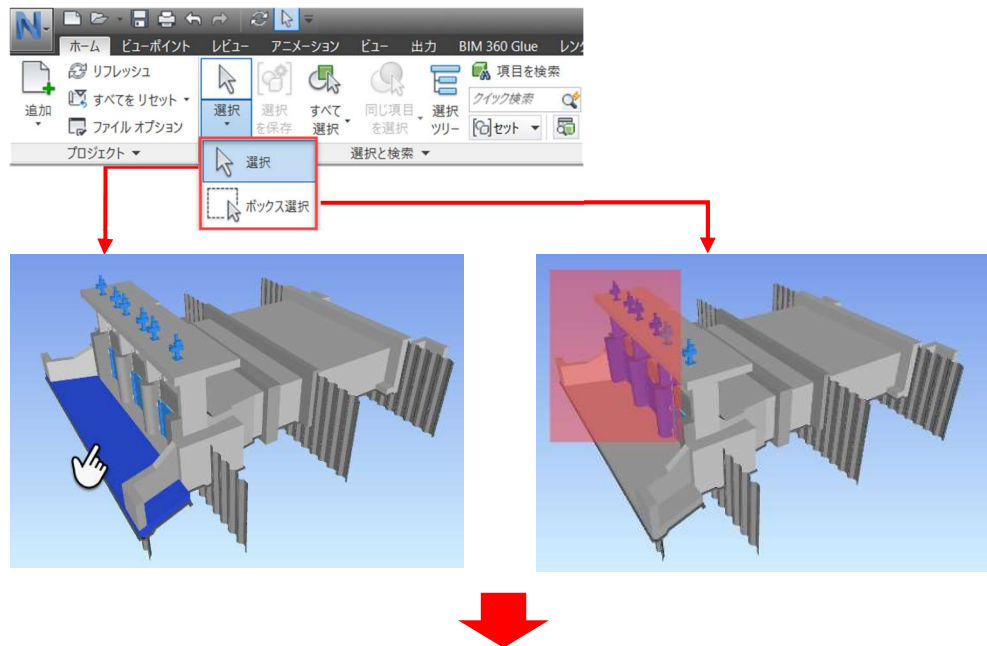 ホーム ビューポイント レビュー アニメーション ビュー 出力 BIM 360 Glue
追加
リフレッシュ
すべてをリセット
ファイル オプション
プロジェクト
選択
選択
を保存
すべて
選択
同じ項目
を選択
選択
ツリー
項目を検索
クイック検索
セット
選択と検索
選択
ボックス選択